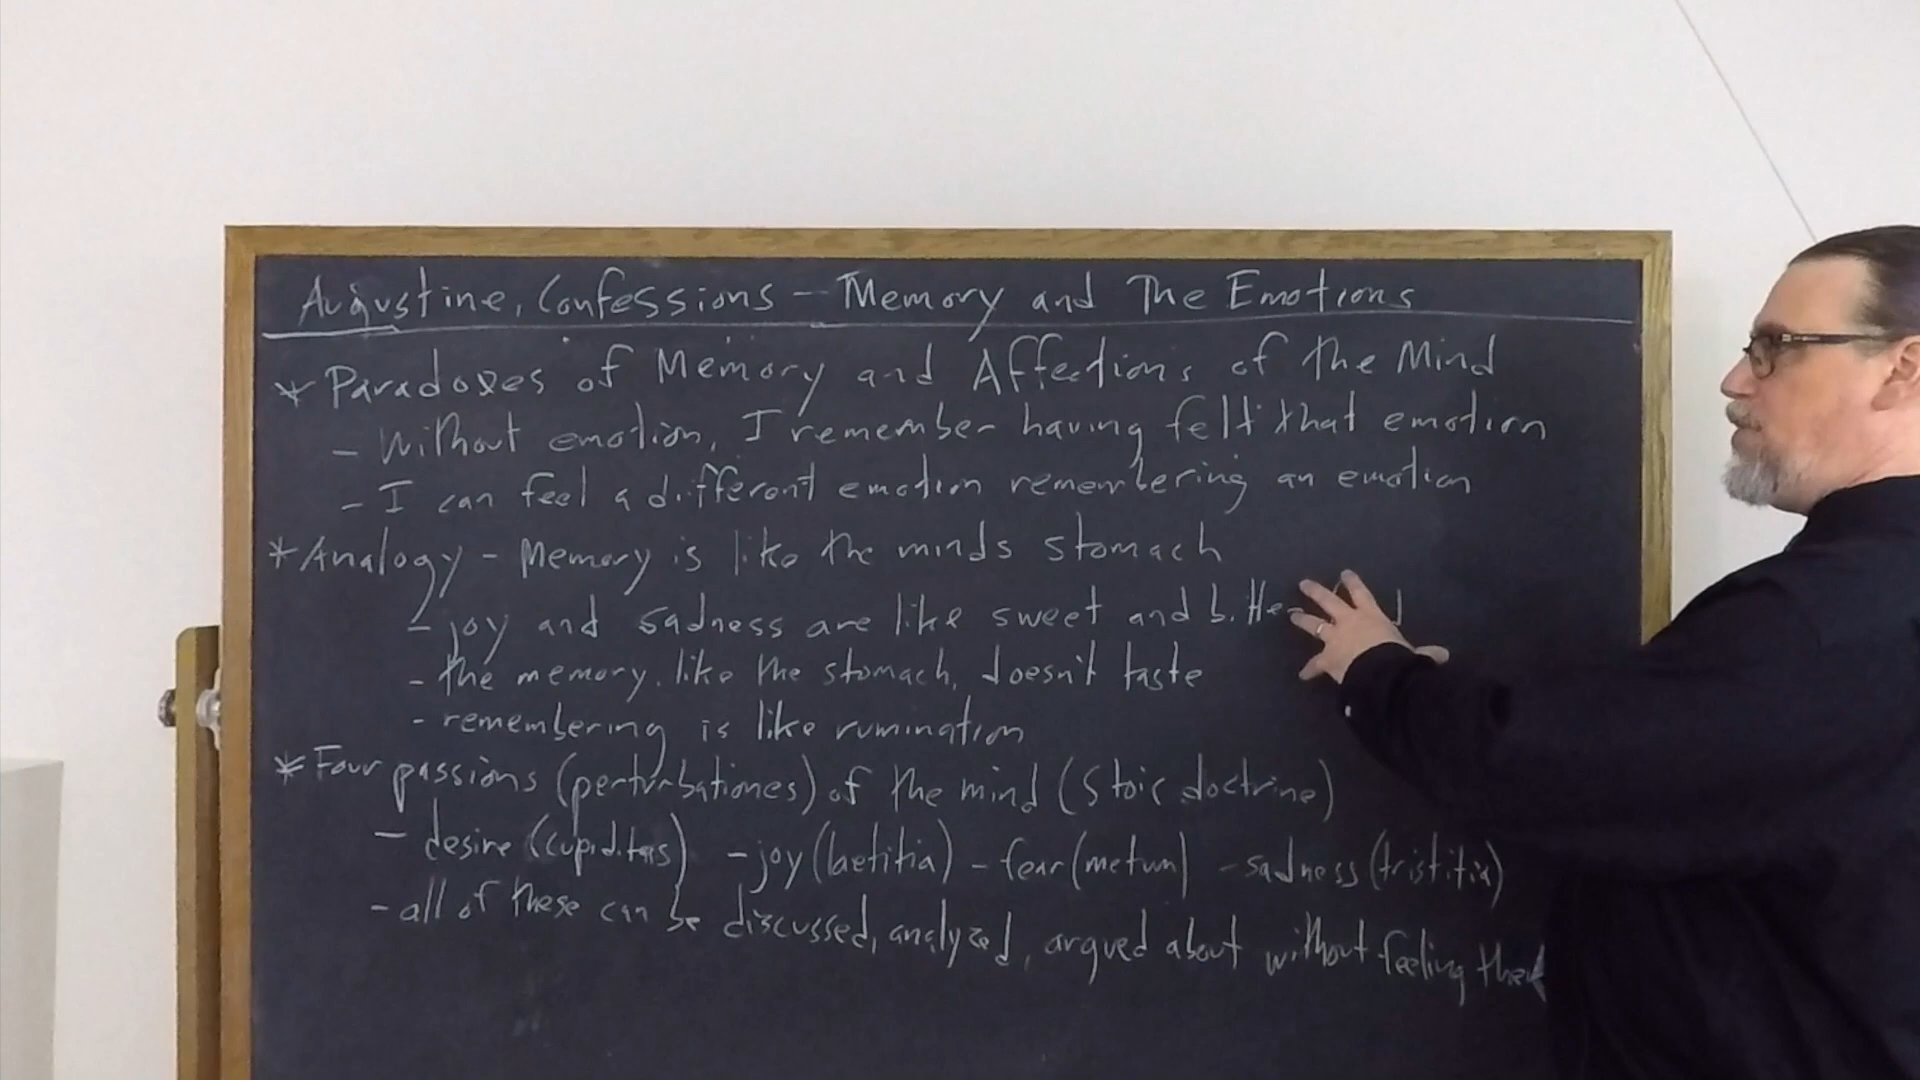 Augustine, Confessions - Memory and The Emotions
* Paradoxes of Memory and Affections of the Mind
- Without emotion, I remember having felt that emotion
- I can feel a different emotion remembering an emotion
* Analogy - Memory is like the minds stomach
- joy and sadness are like sweet and bitter
- the memory, like the stomach, doesn't taste
- remembering is like rumination
* Four passions (perturbationes) of the mind (Stoic doctrine)
- desire (cupiditas) - joy (laetitia) - fear (metum) - sadness (tristitia)
- all of these can be discussed, analyzed, argued about without feeling them